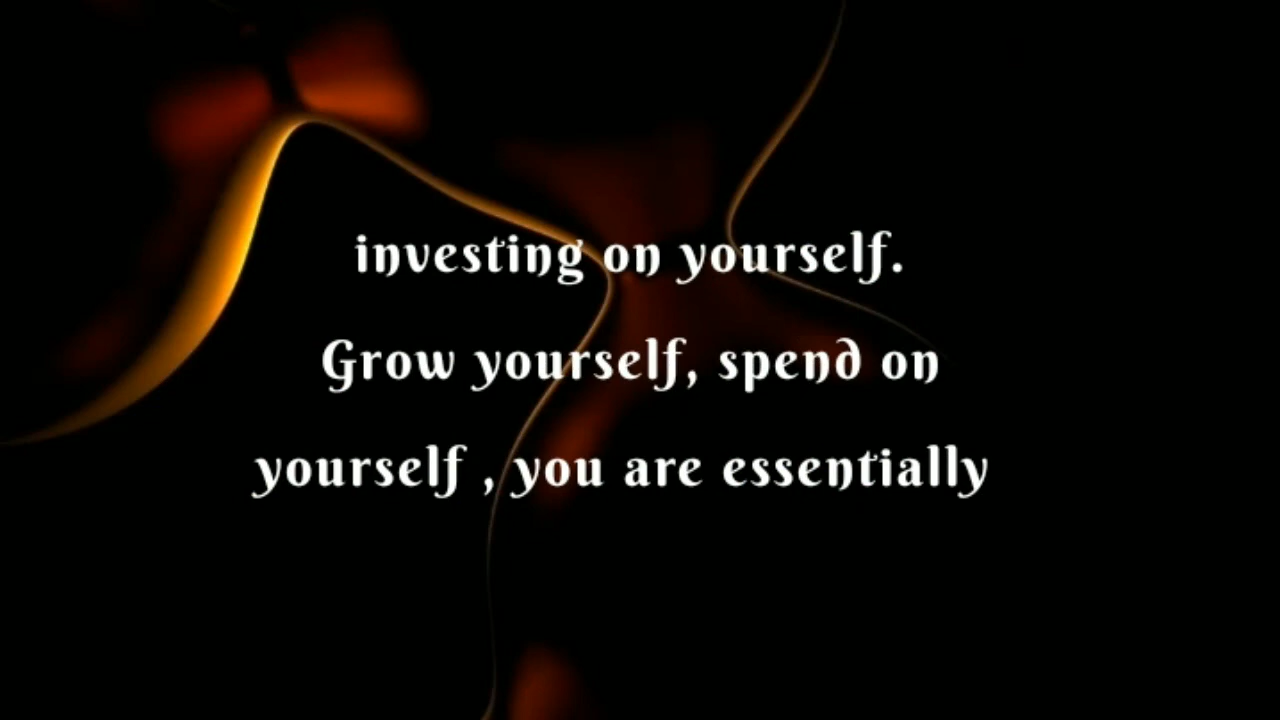 investing on yourself.
Grow yourself, spend on
yourself , you are essentially